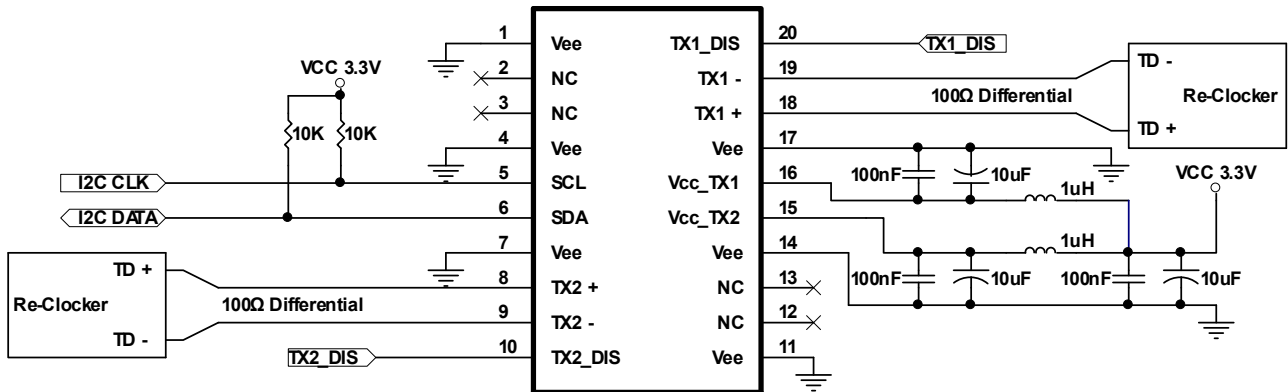 1
2
3
4
5
6
7
8
9
10
Vee
NC
NC
Vee
SCL
SDA
Vee
TX2 +
TX2 -
TX2_DIS
TX1_DIS
TX1 -
TX1 +
Vee
Vcc_TX1
Vcc_TX2
Vee
NC
NC
Vee
20
19
18
17
16
15
14
13
12
11
VCC 3.3V
10K
10K
I2C CLK
I2C DATA
Re-Clocker
TD +
TD -
100Ω Differential
TX2_DIS
TX1_DIS
100Ω Differential
TD -
TD +
Re-Clocker
100nF
10uF
1uH
VCC 3.3V
1uH
100nF
10uF
100nF
10uF